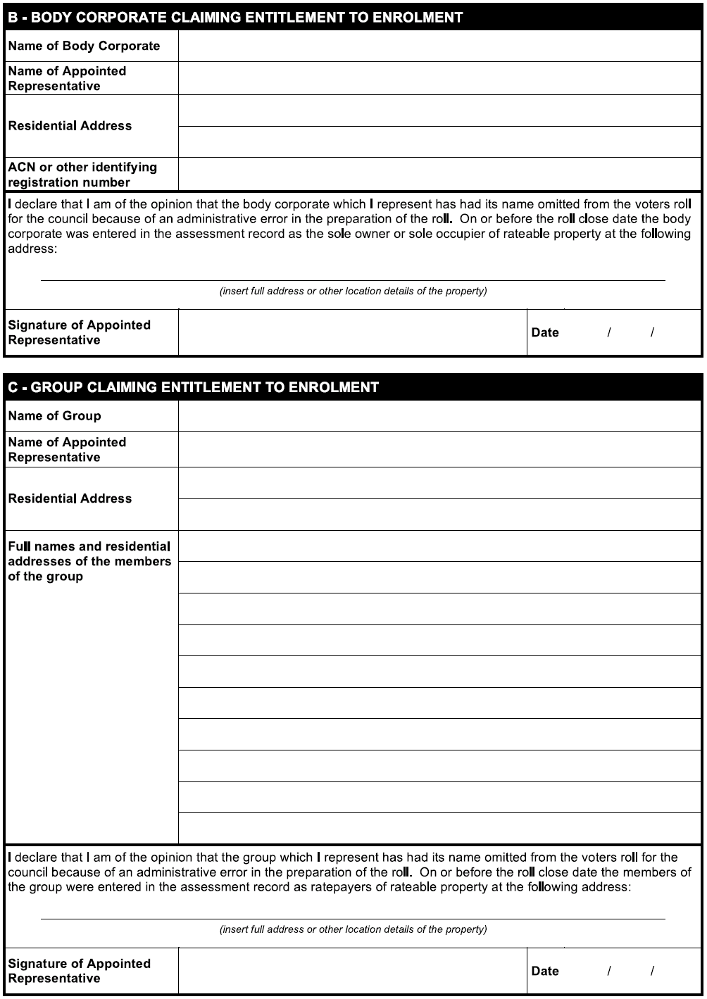 B - BODY CORPORATE CLAIMING ENTITLEMENT TO ENROLMENT
Name of Body Corporate
Name of Appointed
Representative
Residential Address
ACN or other identifying
registration number
I declare that I am of the opinion that the body corporate which I represent has had its name omitted from the voters roll
for the council because of an administrative error in the preparation of the roll.  On or before the roll close date the body
corporate was entered in the assessment record as the sole owner or sole occupier of rateable property at the following
address:
(insert full address or other location details of the property)
Signature of Appointed
Representative
Date / /
C - GROUP CLAIMING ENTITLEMENT TO ENROLMENT
Name of Group
Name of Appointed
Representative
Residential Address
Full names and residential
addresses of the members
of the group
I declare that I am of the opinion that the group which I represent has had its name omitted from the voters roll for the
council because of an administrative error in the preparation of the roll.  On or before the roll close date the members of
the group were entered in the assessment record as ratepayers of rateable property at the following address:
(insert full address or other location details of the property)
Signature of Appointed
Representative
Date / /